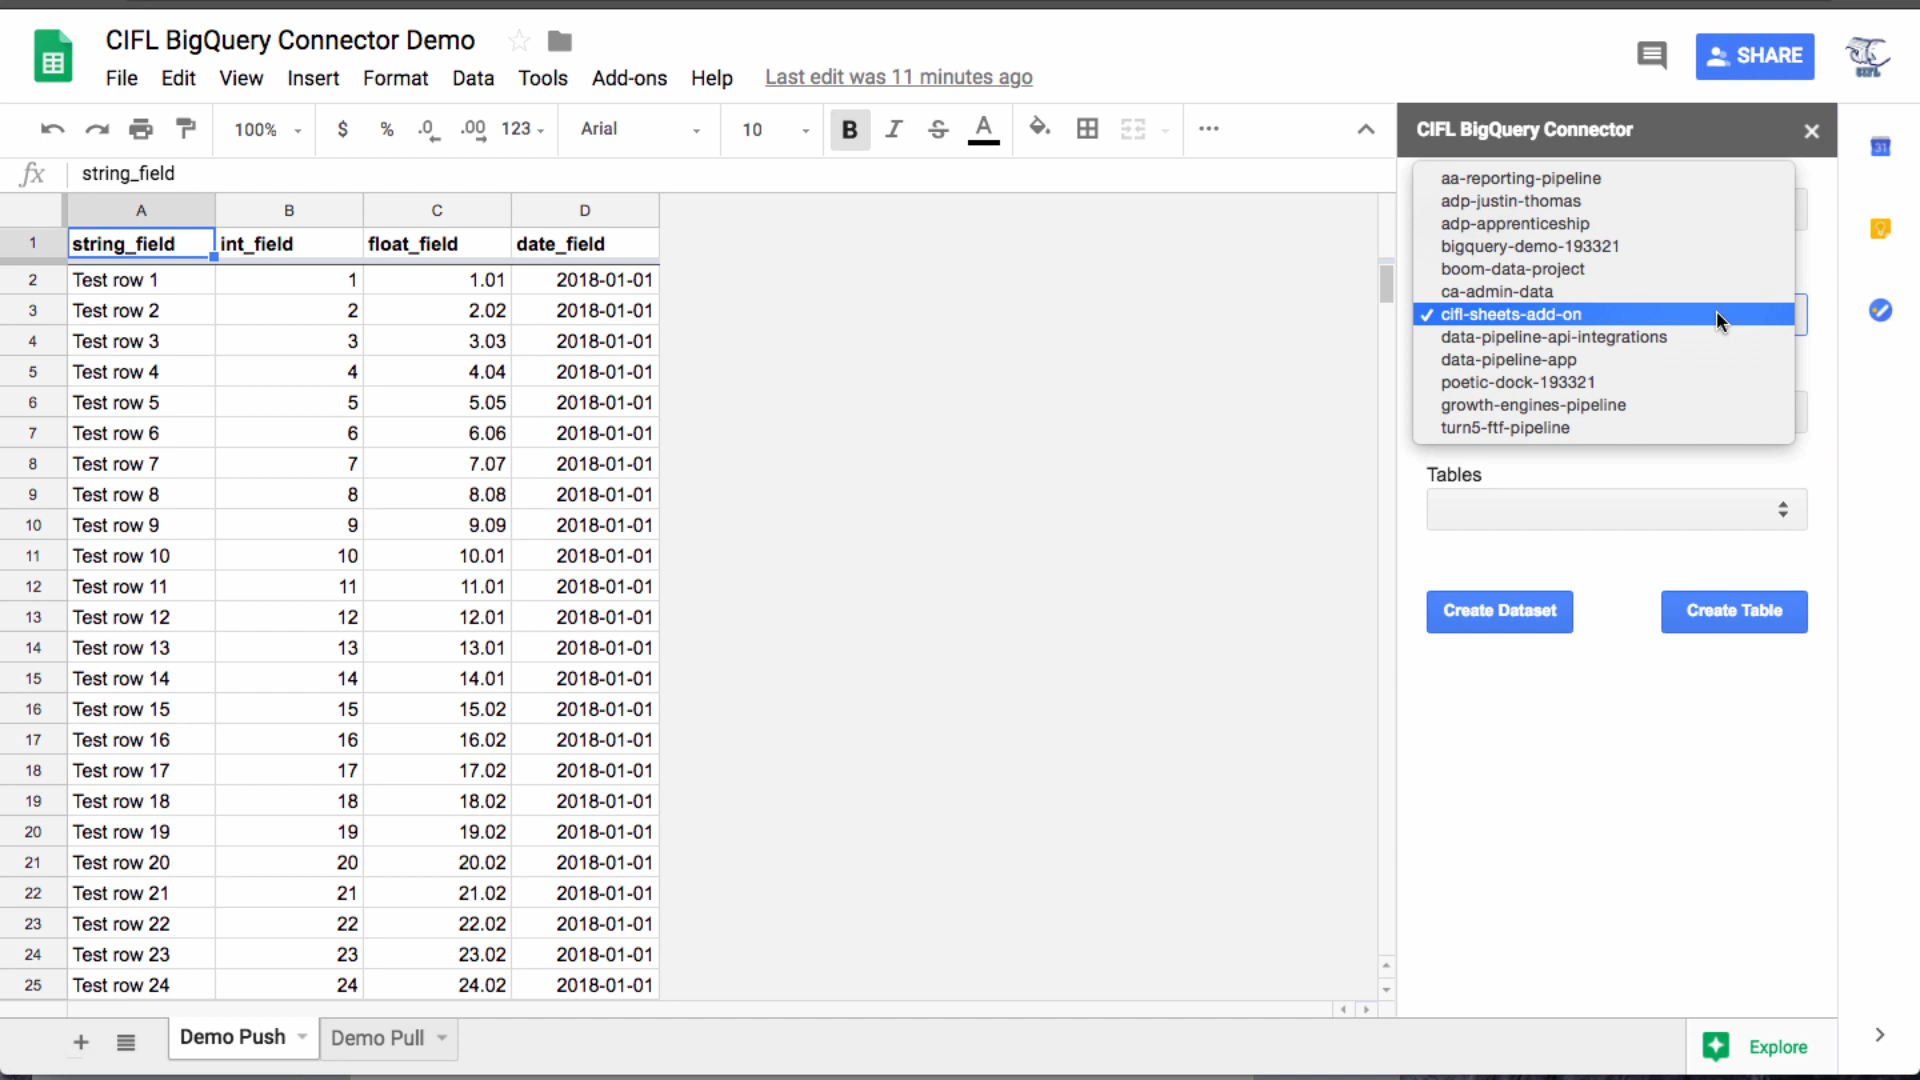 CIFL BigQuery Connector Demo
File Edit View Insert Format Data Tools Add-ons Help Last edit was 11 minutes ago
SHARE
CIFL
100% $ % .0 .00 123 Arial 10 B I S A
CIFL BigQuery Connector
31
fx string_field
A B C D
1 string_field int_field float_field date_field
2 Test row 1 1 1.01 2018-01-01
3 Test row 2 2 2.02 2018-01-01
4 Test row 3 3 3.03 2018-01-01
5 Test row 4 4 4.04 2018-01-01
6 Test row 5 5 5.05 2018-01-01
7 Test row 6 6 6.06 2018-01-01
8 Test row 7 7 7.07 2018-01-01
9 Test row 8 8 8.08 2018-01-01
10 Test row 9 9 9.09 2018-01-01
11 Test row 10 10 10.01 2018-01-01
12 Test row 11 11 11.01 2018-01-01
13 Test row 12 12 12.01 2018-01-01
14 Test row 13 13 13.01 2018-01-01
15 Test row 14 14 14.01 2018-01-01
16 Test row 15 15 15.02 2018-01-01
17 Test row 16 16 16.02 2018-01-01
18 Test row 17 17 17.02 2018-01-01
19 Test row 18 18 18.02 2018-01-01
20 Test row 19 19 19.02 2018-01-01
21 Test row 20 20 20.02 2018-01-01
22 Test row 21 21 21.02 2018-01-01
23 Test row 22 22 22.02 2018-01-01
24 Test row 23 23 23.02 2018-01-01
25 Test row 24 24 24.02 2018-01-01
aa-reporting-pipeline
adp-justin-thomas
adp-apprenticeship
bigquery-demo-193321
boom-data-project
ca-admin-data
cifl-sheets-add-on
data-pipeline-api-integrations
data-pipeline-app
poetic-dock-193321
growth-engines-pipeline
turn5-ftf-pipeline
Tables
Create Dataset Create Table
Demo Push Demo Pull
Explore